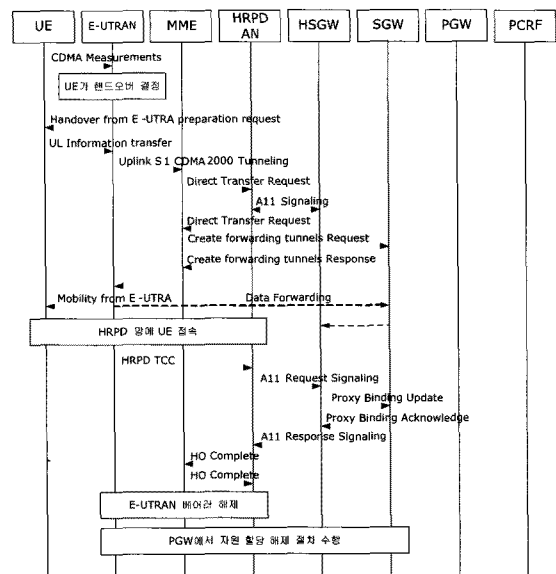 UE
E-UTRAN
MME
HRPD AN
HSGW
SGW
PGW
PCRF
CDMA Measurements
UE가 핸드오버 결정
Handover from E-UTRA preparation request
UL Information transfer
Uplink S1 CDMA2000 Tunneling
Direct Transfer Request
A11 Signaling
Direct Transfer Request
Create forwarding tunnels Request
Create forwarding tunnels Response
Mobility from E-UTRA
Data Forwarding
HRPD 망에 UE 접속
HRPD TCC
A11 Request Signaling
Proxy Binding Update
Proxy Binding Acknowledge
A11 Response Signaling
HO Complete
HO Complete
E-UTRAN 베어러 해제
PGW에서 자원 할당 해제 절차 수행